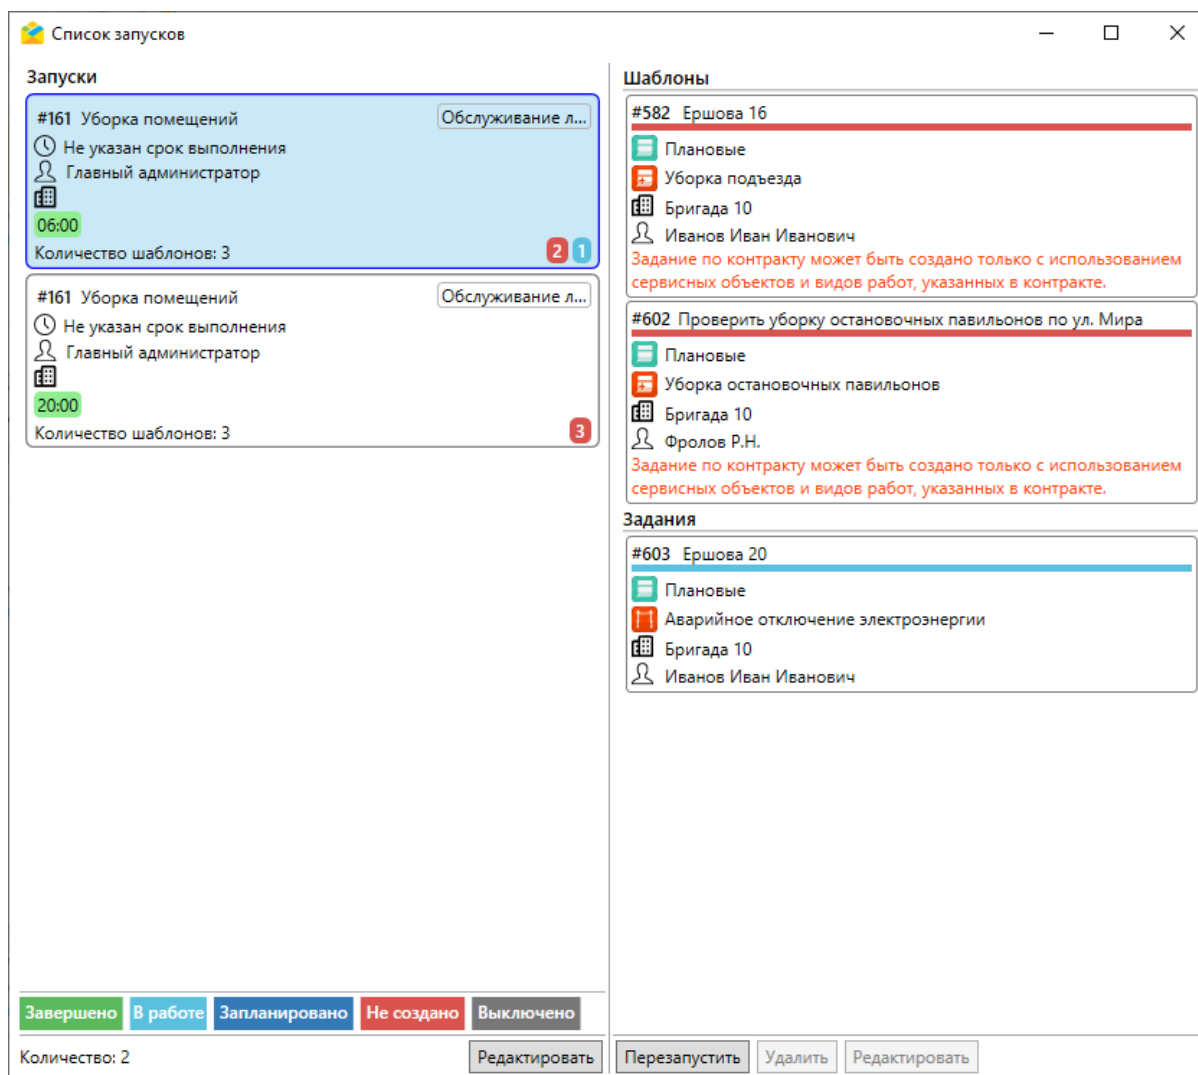 Список запусков
Запуски
#161 Уборка помещений
Обслуживание л...
Не указан срок выполнения
Главный администратор
06:00
Количество шаблонов: 3
2 1
#161 Уборка помещений
Обслуживание л...
Не указан срок выполнения
Главный администратор
20:00
Количество шаблонов: 3
3
Завершено
В работе
Запланировано
Не создано
Выключено
Количество: 2
Редактировать
Шаблоны
#582 Ершова 16
Плановые
Уборка подъезда
Бригада 10
Иванов Иван Иванович
Задание по контракту может быть создано только с использованием
сервисных объектов и видов работ, указанных в контракте.
#602 Проверить уборку остановочных павильонов по ул. Мира
Плановые
Уборка остановочных павильонов
Бригада 10
Фролов Р.Н.
Задание по контракту может быть создано только с использованием
сервисных объектов и видов работ, указанных в контракте.
Задания
#603 Ершова 20
Плановые
Аварийное отключение электроэнергии
Бригада 10
Иванов Иван Иванович
Перезапустить
Удалить
Редактировать